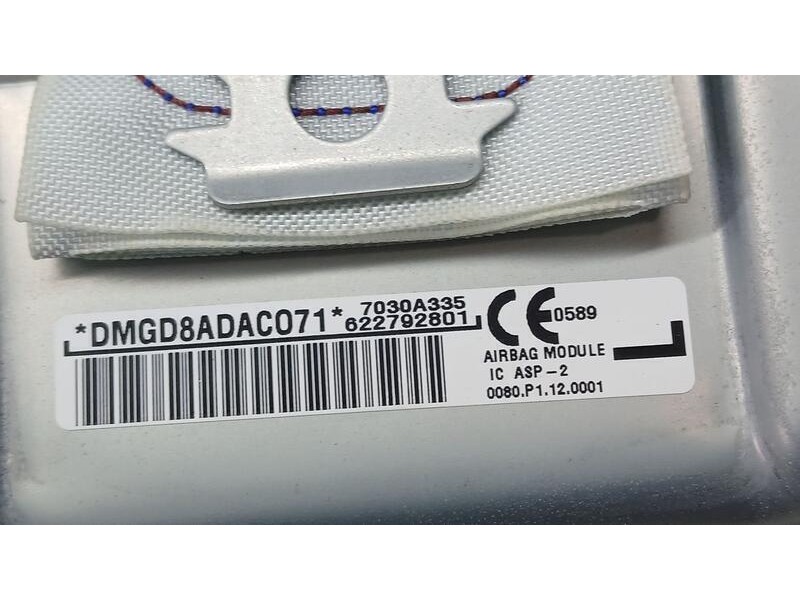 *DMGD8ADAC071*
7030A335
622792801
CE 0589
AIRBAG MODULE
IC ASP-2
0080.P1.12.0001